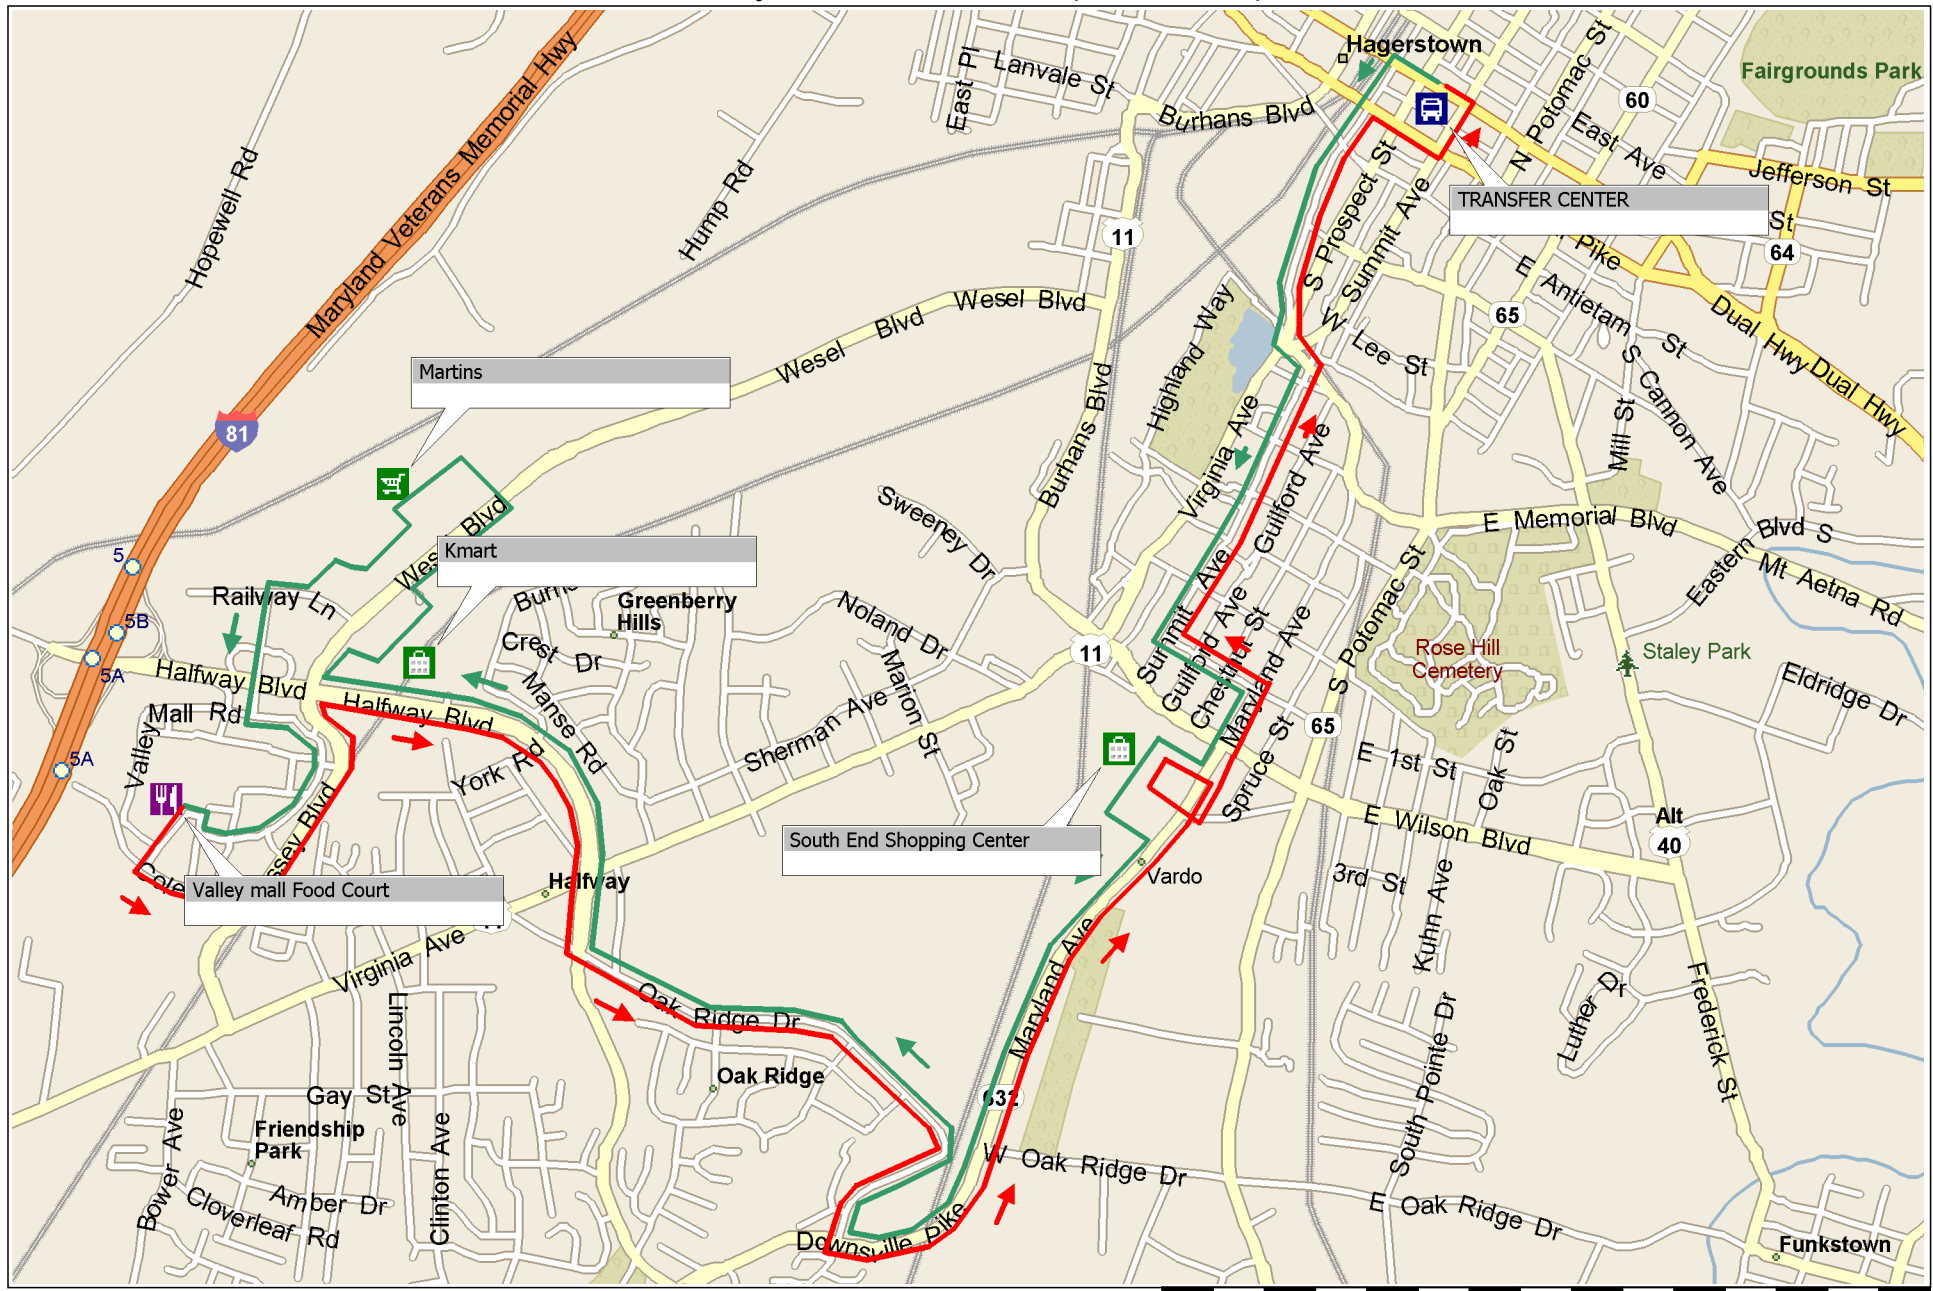 Hagerstown
Fairgrounds Park
East Pl
Lanvale St
Burhans Blvd
60
N Potomac St
East Ave
Jefferson St
TRANSFER CENTER
St
64
Pike
Maryland Veterans Memorial Hwy
Hopewell Rd
Hump Rd
11
S Prospect St
Summit Ave
E Antietam St
65
Dual Hwy
Dual Hwy
Wesel Blvd
Wesel Blvd
Highland Way
W Lee St
S Cannon Ave
Mill St
Martins
81
Burhans Blvd
Virginia Ave
Guilford Ave
Sweeney Dr
E Memorial Blvd
Eastern Blvd S
Mt Aetna Rd
Kmart
5
5B
5A
5A
Railway Ln
Greenberry
Hills
Crest Dr
Noland Dr
Marion St
11
Summit Ave
Guilford Ave
Chestnut St
Maryland Ave
S Potomac St
Rose Hill
Cemetery
Staley Park
Eldridge Dr
Halfway Blvd
Halfway Blvd
Mall Rd
Valley
Manse Rd
York Rd
Sherman Ave
Spruce St
65
E 1st St
Oak St
Alt
40
E Wilson Blvd
South End Shopping Center
Vardo
3rd St
Kuhn Ave
Valley mall Food Court
Halfway
Virginia Ave
Oak Ridge Dr
Maryland Ave
Luther Dr
Frederick St
Lincoln Ave
Oak Ridge
Gay St
Friendship
Park
632
South Pointe Dr
Bower Ave
Amber Dr
Cloverleaf Rd
Clinton Ave
W Oak Ridge Dr
E Oak Ridge Dr
Downsville Pike
Funkstown